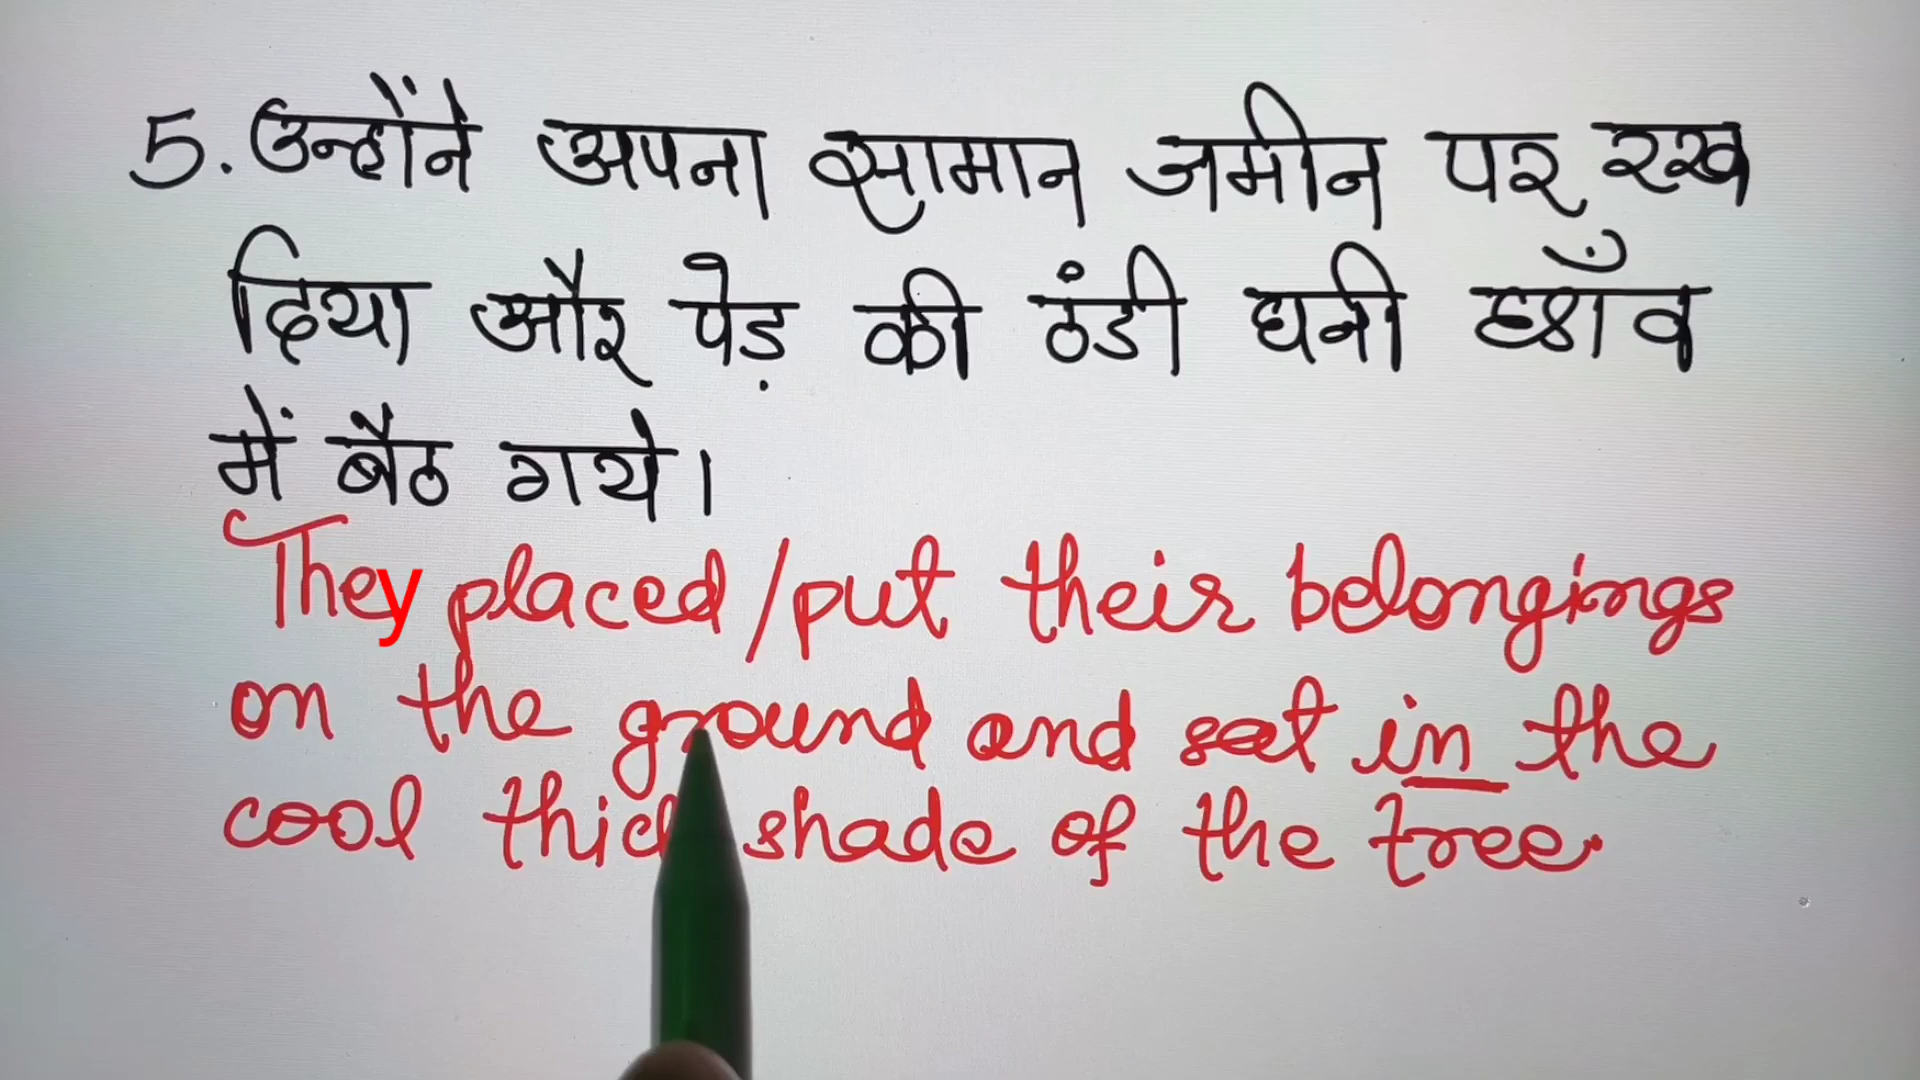 5. उन्होंने अपना सामान जमीन पर रख
दिया और पेड़ की ठंडी घनी छाँव
में बैठ गये।
They placed/put their belongings
on the ground and sat in the
cool thick shade of the tree.